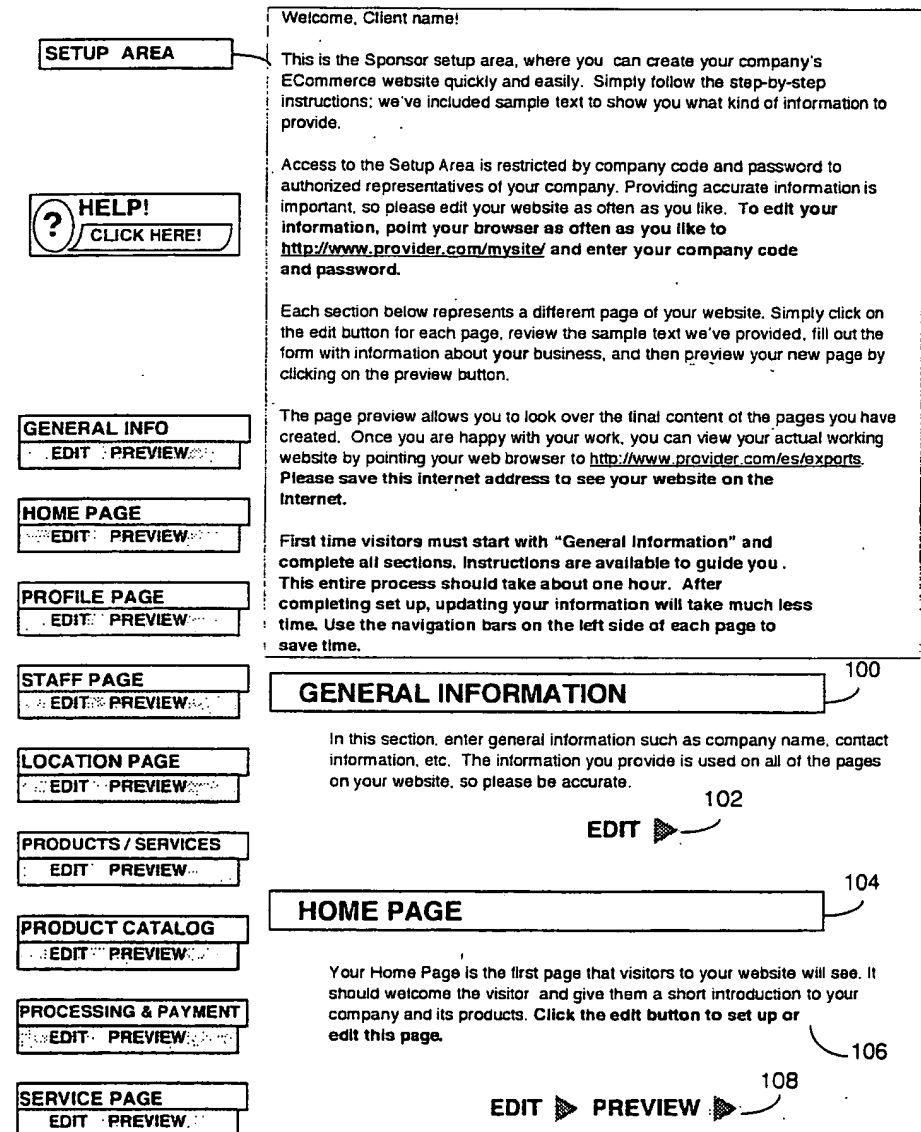 SETUP AREA
Welcome, Client name!
This is the Sponsor setup area, where you can create your company's
ECommerce website quickly and easily. Simply follow the step-by-step
instructions; we've included sample text to show you what kind of information to
provide.
HELP!
?
CLICK HERE!
Access to the Setup Area is restricted by company code and password to
authorized representatives of your company. Providing accurate information is
important, so please edit your website as often as you like. To edit your
information, point your browser as often as you like to
http://www.provider.com/mysite/ and enter your company code
and password.
Each section below represents a different page of your website. Simply click on
the edit button for each page, review the sample text we've provided, fill out the
form with information about your business, and then preview your new page by
clicking on the preview button.
The page preview allows you to look over the final content of the pages you have
created. Once you are happy with your work, you can view your actual working
website by pointing your web browser to http://www.provider.com/es/exports.
Please save this internet address to see your website on the
Internet.
First time visitors must start with "General Information" and
complete all sections. Instructions are available to guide you.
This entire process should take about one hour. After
completing set up, updating your information will take much less
time. Use the navigation bars on the left side of each page to
save time.
GENERAL INFO
EDIT PREVIEW
HOME PAGE
EDIT PREVIEW
PROFILE PAGE
EDIT PREVIEW
STAFF PAGE
EDIT PREVIEW
LOCATION PAGE
EDIT PREVIEW
PRODUCTS / SERVICES
EDIT PREVIEW
PRODUCT CATALOG
EDIT PREVIEW
PROCESSING & PAYMENT
EDIT PREVIEW
SERVICE PAGE
EDIT PREVIEW
100
GENERAL INFORMATION
In this section, enter general information such as company name, contact
information, etc. The information you provide is used on all of the pages
on your website, so please be accurate.
102
EDIT
104
HOME PAGE
Your Home Page is the first page that visitors to your website will see. It
should welcome the visitor and give them a short introduction to your
company and its products. Click the edit button to set up or
edit this page.
106
108
EDIT PREVIEW